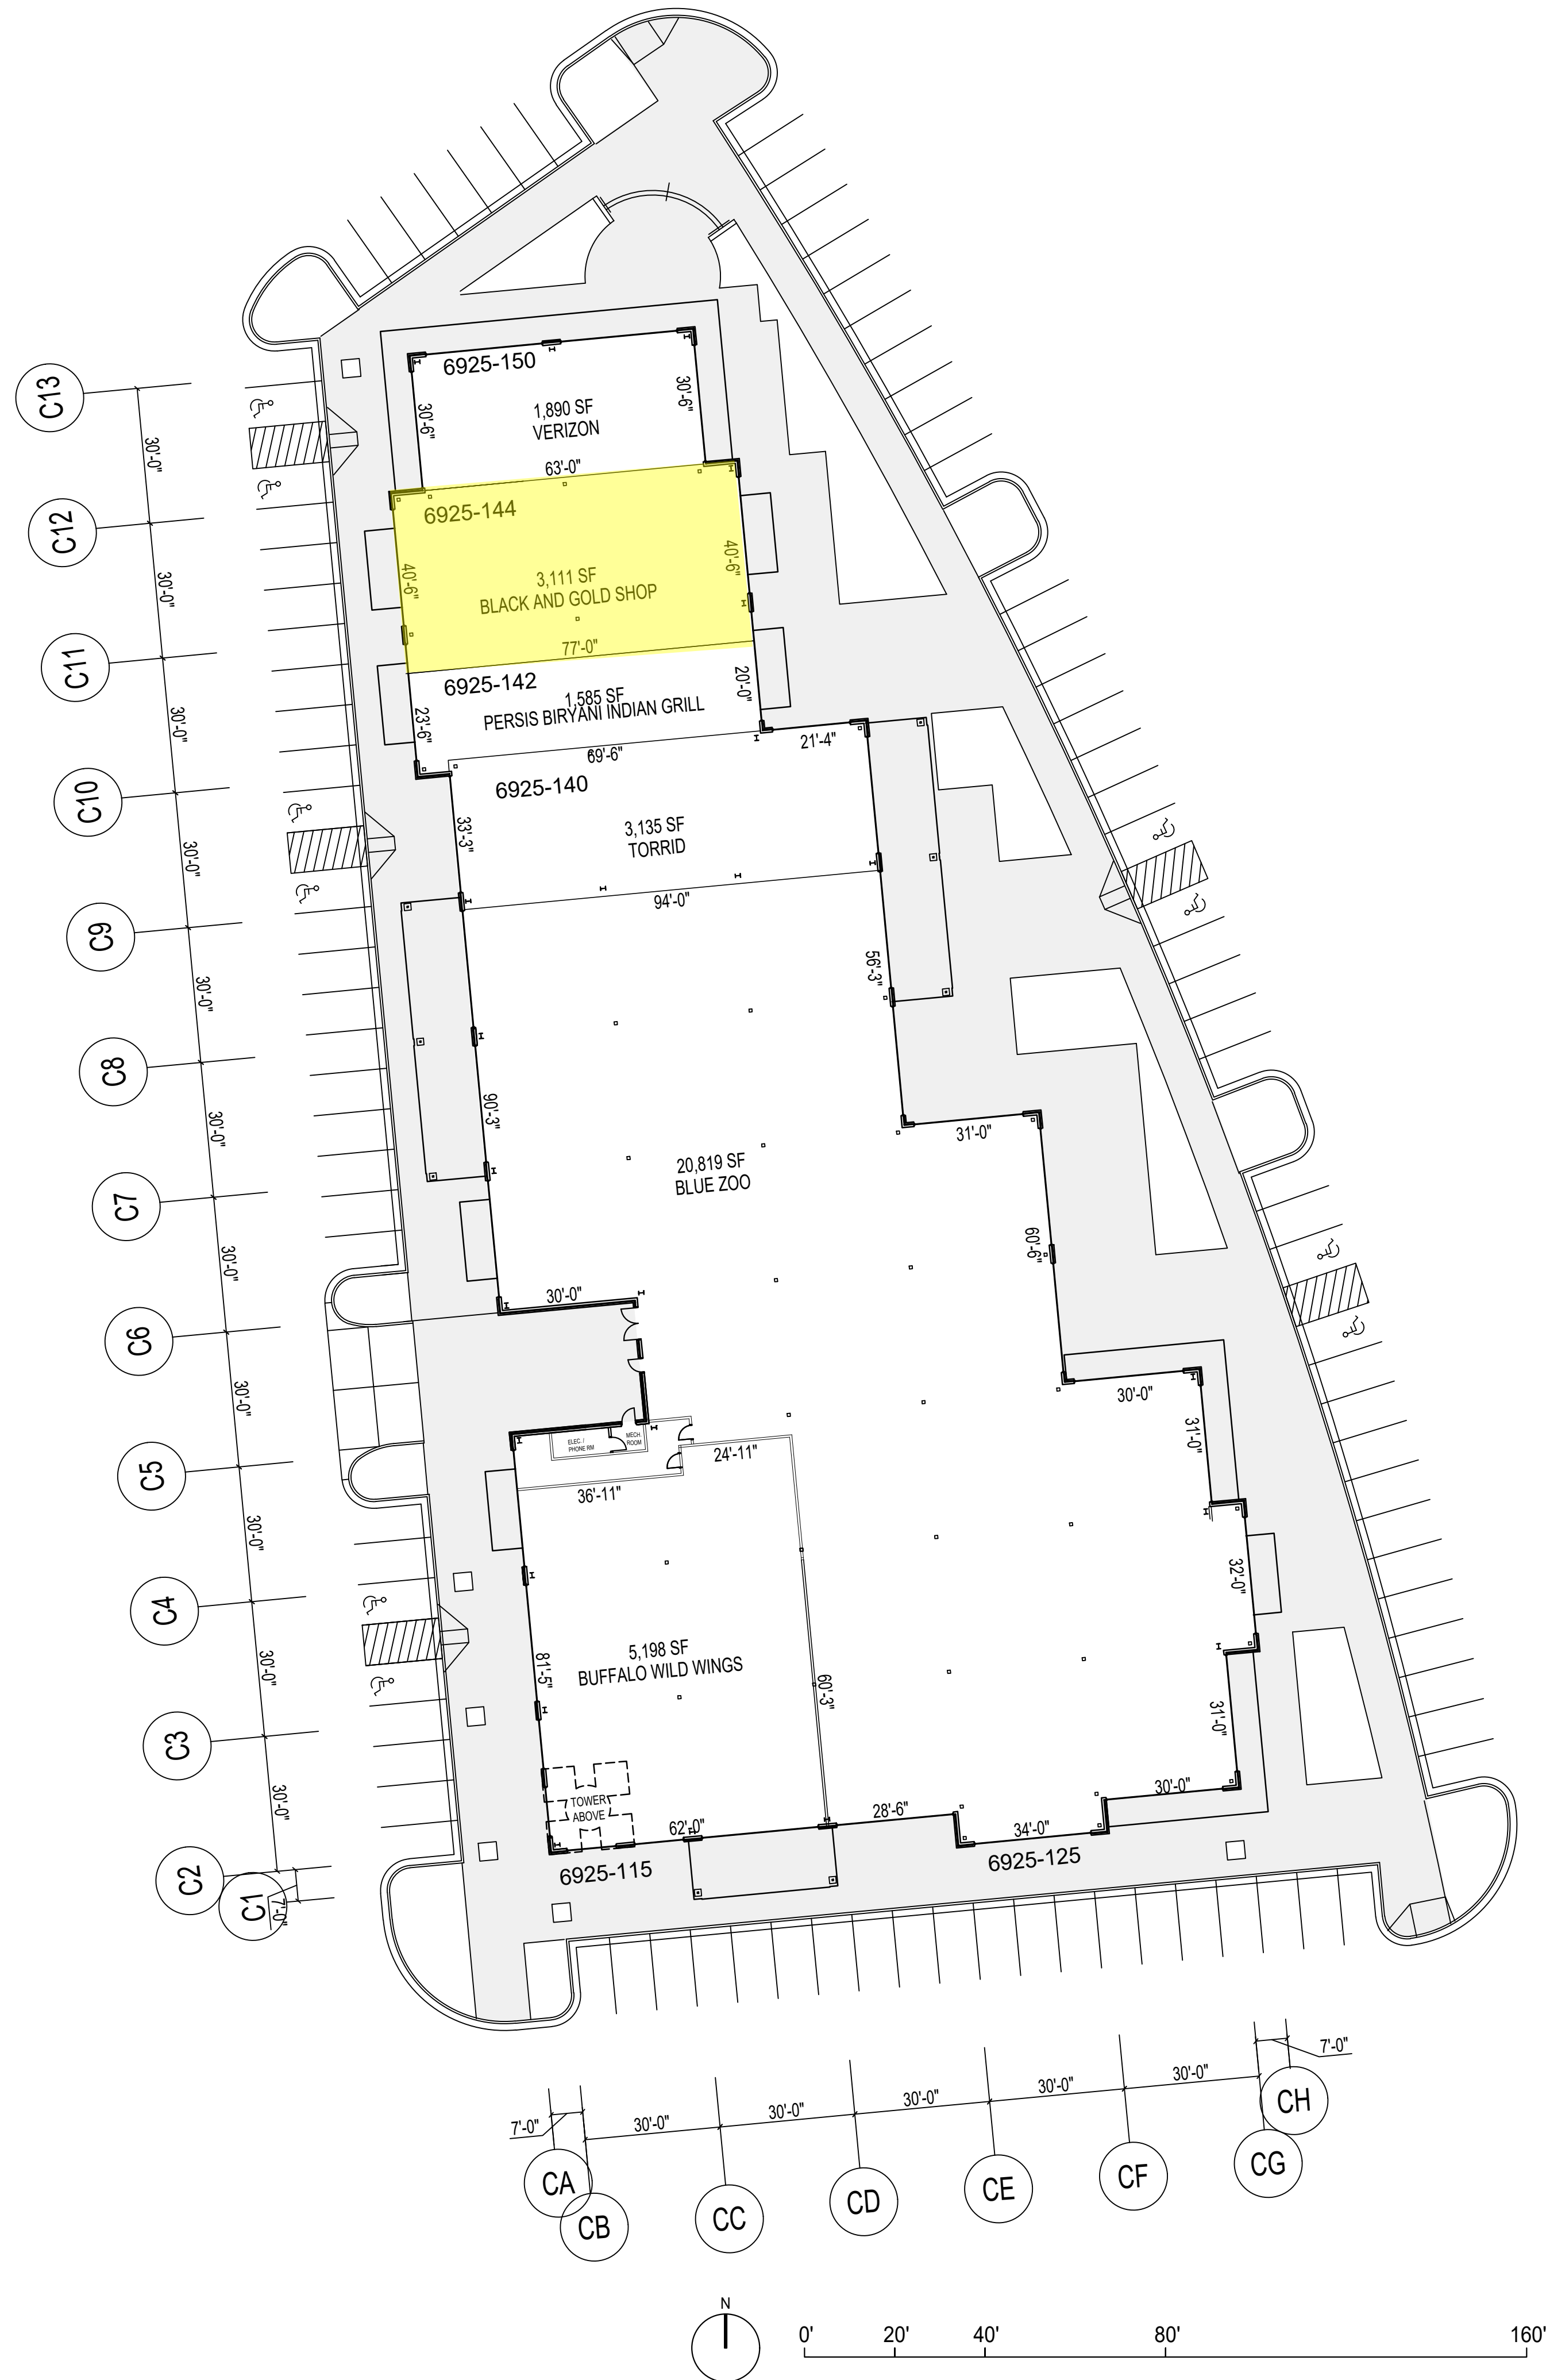 6925-150
1,890 SF
VERIZON
30'-6"
30'-6"
63'-0"
6925-144
3,111 SF
BLACK AND GOLD SHOP
40'-6"
40'-6"
77'-0"
6925-142
1,585 SF
PERSIS BIRYANI INDIAN GRILL
23'-6"
20'-0"
69'-6"
21'-4"
6925-140
3,135 SF
TORRID
33'-3"
94'-0"
56'-3"
90'-3"
31'-0"
20,819 SF
BLUE ZOO
60'-6"
30'-0"
30'-0"
31'-0"
ELEC. /
PHONE RM
MECH.
ROOM
24'-11"
36'-11"
32'-0"
5,198 SF
BUFFALO WILD WINGS
81'-5"
60'-3"
31'-0"
TOWER
ABOVE
62'-0"
28'-6"
34'-0"
30'-0"
6925-115
6925-125
C13
30'-0"
C12
30'-0"
C11
30'-0"
C10
30'-0"
C9
30'-0"
C8
30'-0"
C7
30'-0"
C6
30'-0"
C5
30'-0"
C4
30'-0"
C3
30'-0"
C2
C1
7'-0"
7'-0"
30'-0"
30'-0"
30'-0"
30'-0"
30'-0"
7'-0"
CA
CB
CC
CD
CE
CF
CG
CH
N
0'
20'
40'
80'
160'